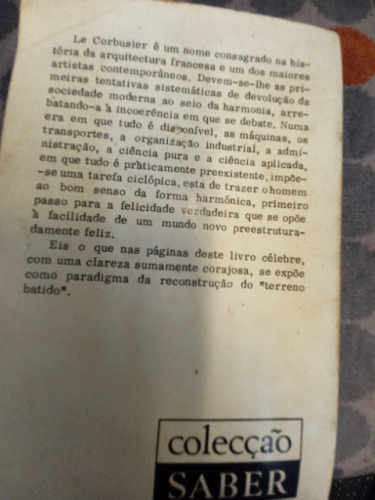 Le Corbusier é um nome consagrado na his-
tória da arquitectura francesa e um dos maiores
artistas contemporâneos. Devem-se-lhe as pri-
meiras tentativas sistemáticas de devolução da
sociedade moderna ao seio da harmonia, arre-
batando-a à incoerência em que se debate. Numa
era em que tudo é disponível, as máquinas, os
transportes, a organização industrial, a admi-
nistração, a ciência pura e a ciência aplicada,
em que tudo é pràticamente preexistente, impõe-
-se uma tarefa ciclópica, esta de trazer o homem
ao bom senso da forma harmónica, primeiro
passo para a felicidade verdadeira que se opõe
à facilidade de um mundo novo preestrutura-
damente feliz.
Eis o que nas páginas deste livro célebre,
com uma clareza sumamente corajosa, se expõe
como paradigma da reconstrução do "terreno
batido".
colecção
SABER